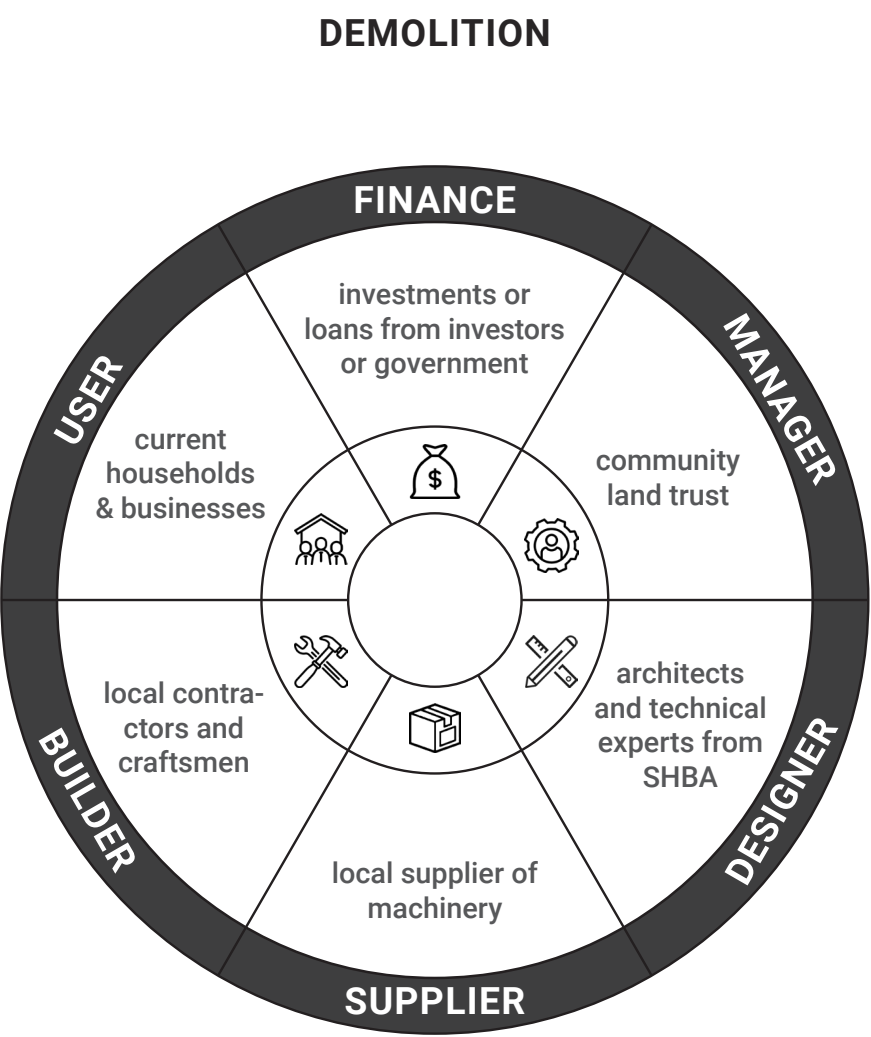 DEMOLITION
FINANCE
investments or
loans from investors
or government
MANAGER
community
land trust
DESIGNER
architects
and technical
experts from
SHBA
SUPPLIER
local supplier of
machinery
BUILDER
local contra-
ctors and
craftsmen
USER
current
households
& businesses
$